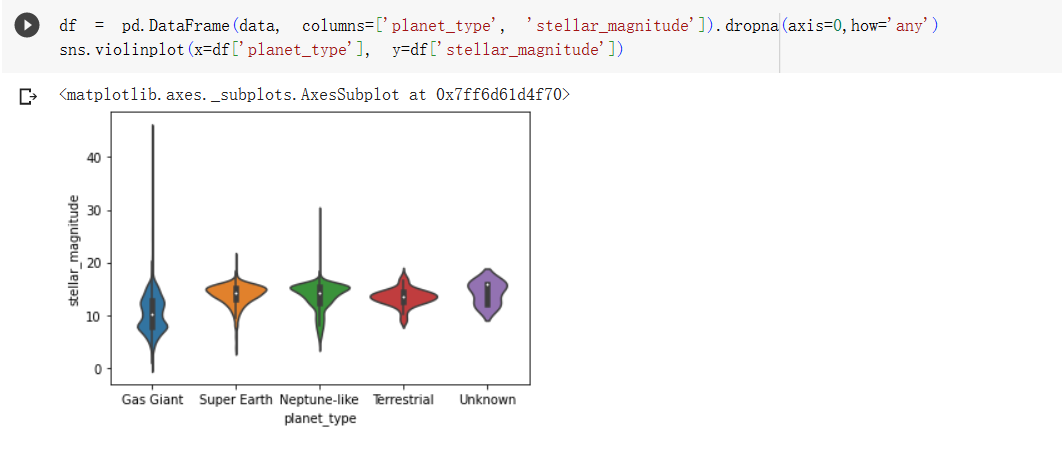 df = pd.DataFrame(data, columns=['planet_type', 'stellar_magnitude']).dropna(axis=0,how='any')
sns.violinplot(x=df['planet_type'], y=df['stellar_magnitude'])
<matplotlib.axes._subplots.AxesSubplot at 0x7ff6d61d4f70>
stellar_magnitude
40
30
20
10
0
Gas Giant Super Earth Neptune-like Terrestrial Unknown
planet_type